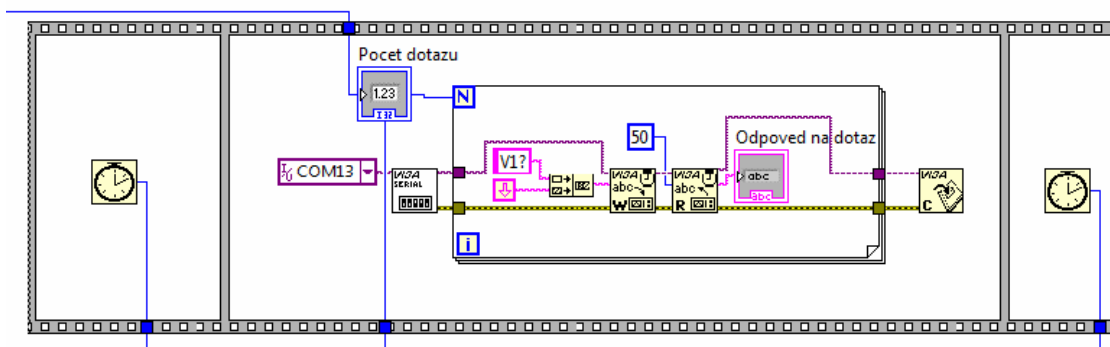 Pocet dotazu
1.23
I32
N
50
Odpoved na dotaz
V1?
abc
abc
abc
abc
I/O COM13
VISA
SERIAL
VISA
W
VISA
R
VISA
C
i